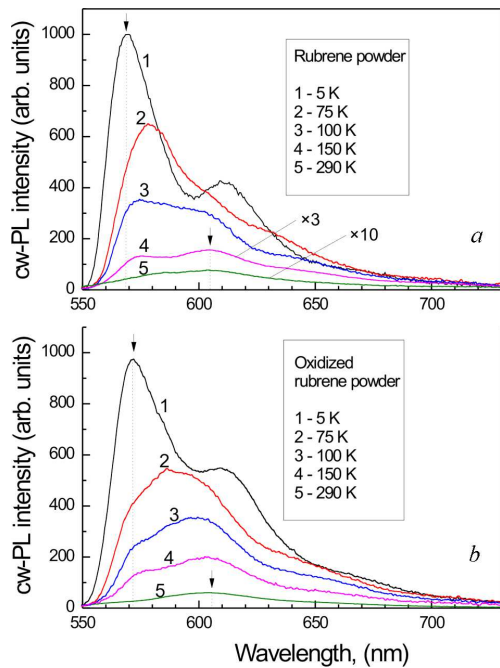 cw-PL intensity (arb. units)
1000
800
600
400
200
0
1
2
3
4
5
Rubrene powder
1 - 5 K
2 - 75 K
3 - 100 K
4 - 150 K
5 - 290 K
×3
×10
a
550
600
650
700
cw-PL intensity (arb. units)
1000
800
600
400
200
0
1
2
3
4
5
Oxidized
rubrene powder
1 - 5 K
2 - 75 K
3 - 100 K
4 - 150 K
5 - 290 K
b
550
600
650
700
Wavelength, (nm)